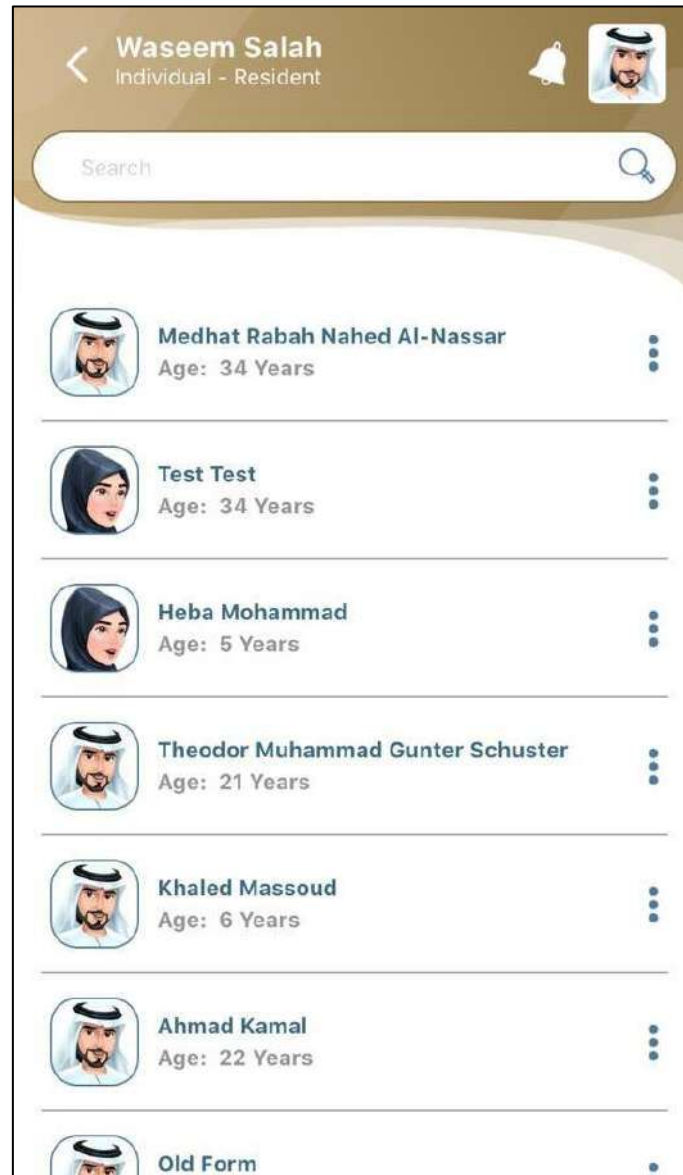 Waseem Salah
Individual - Resident
Search
Medhat Rabah Nahed Al-Nassar
Age: 34 Years
Test Test
Age: 34 Years
Heba Mohammad
Age: 5 Years
Theodor Muhammad Gunter Schuster
Age: 21 Years
Khaled Massoud
Age: 6 Years
Ahmad Kamal
Age: 22 Years
Old Form